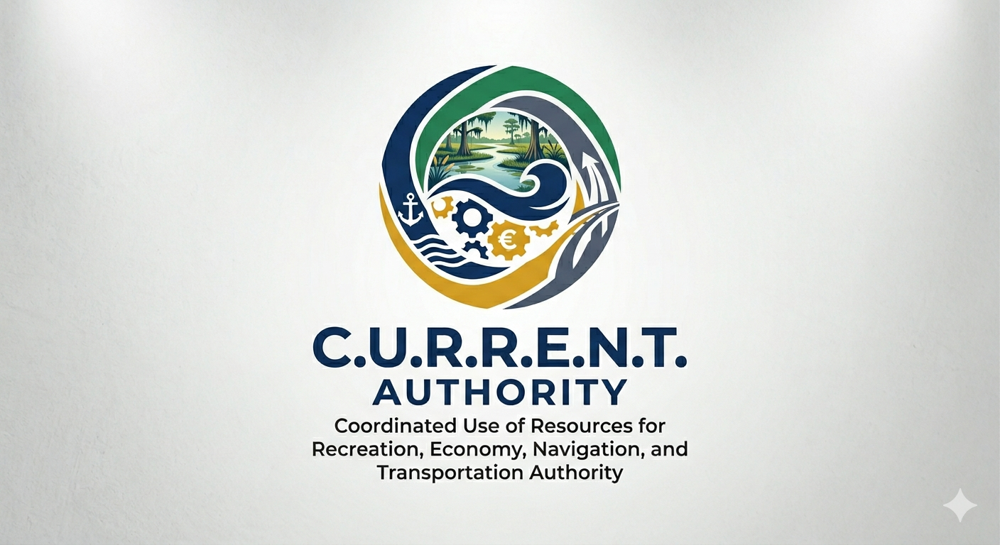 €
C.U.R.R.E.N.T.
AUTHORITY
Coordinated Use of Resources for
Recreation, Economy, Navigation, and
Transportation Authority